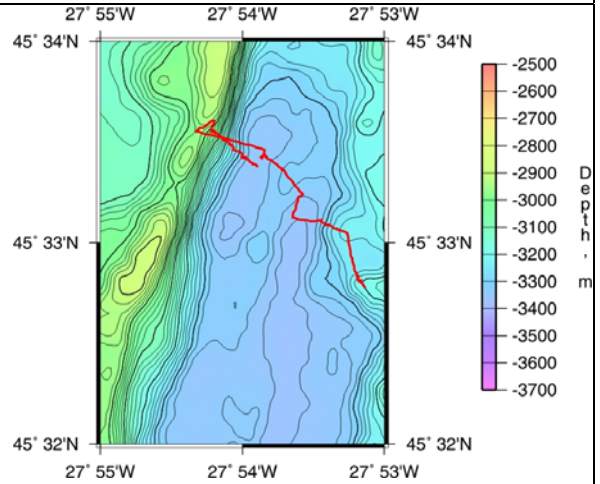 27˚ 55'W 27˚ 54'W 27˚ 53'W
45˚ 34'N 45˚ 34'N
45˚ 33'N 45˚ 33'N
45˚ 32'N 45˚ 32'N
27˚ 55'W 27˚ 54'W 27˚ 53'W
-2500
-2600
-2700
-2800
-2900
-3000
-3100
-3200
-3300
-3400
-3500
-3600
-3700
Depth, m